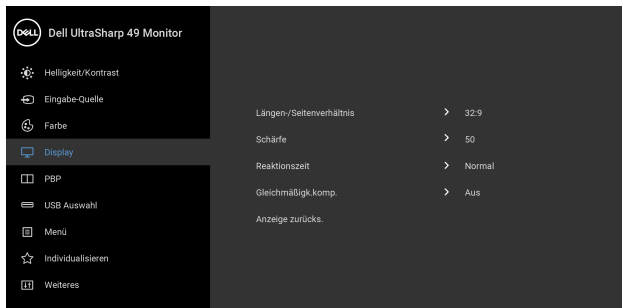 DELL
Dell UltraSharp 49 Monitor
Helligkeit/Kontrast
Eingabe-Quelle
Farbe
Display
PBP
USB Auswahl
Menü
Individualisieren
Weiteres
Längen-/Seitenverhältnis 32:9
Schärfe 50
Reaktionszeit Normal
Gleichmäßigk.komp. Aus
Anzeige zurücks.